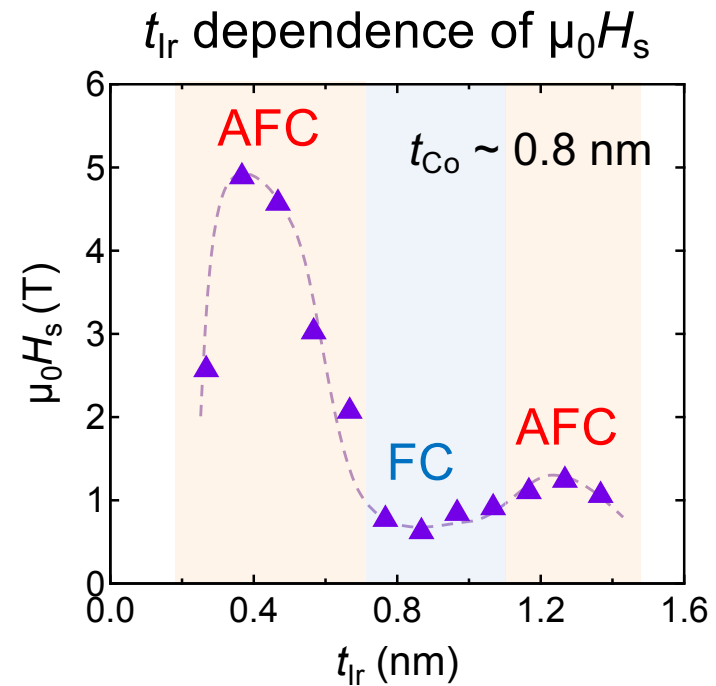 t_Ir dependence of μ₀H_s
6
AFC
t_Co ~ 0.8 nm
5
4
3
2
AFC
FC
1
0
μ₀H_s (T)
0.0 0.4 0.8 1.2 1.6
t_Ir (nm)